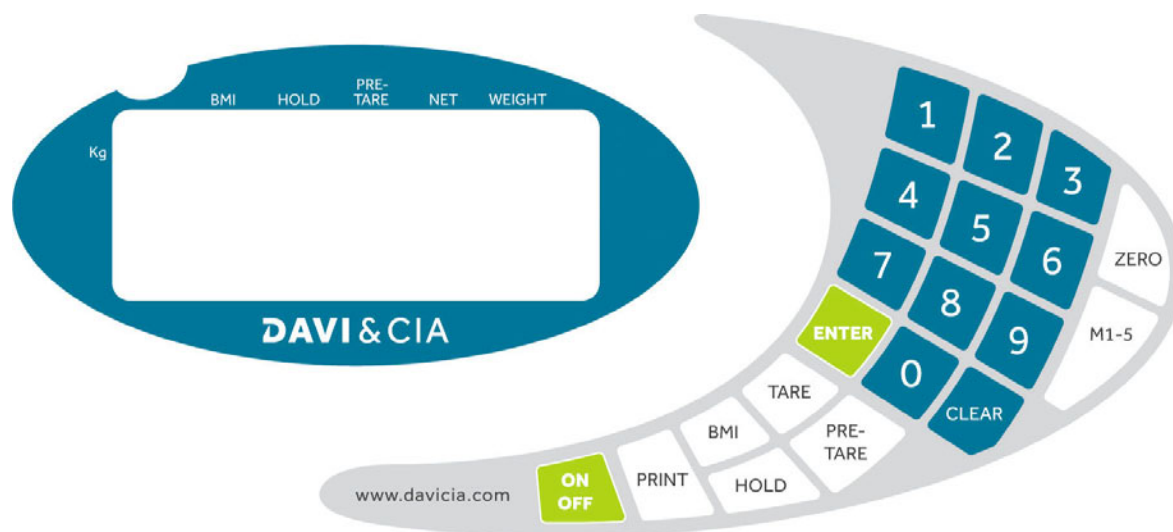 BMI HOLD PRE-TARE NET WEIGHT
Kg
DAVI & CIA
1 2 3
4 5 6
7 8 9
ENTER 0 CLEAR
ZERO
M1-5
TARE
PRE-
TARE
BMI
HOLD
PRINT
ON
OFF
www.davicia.com